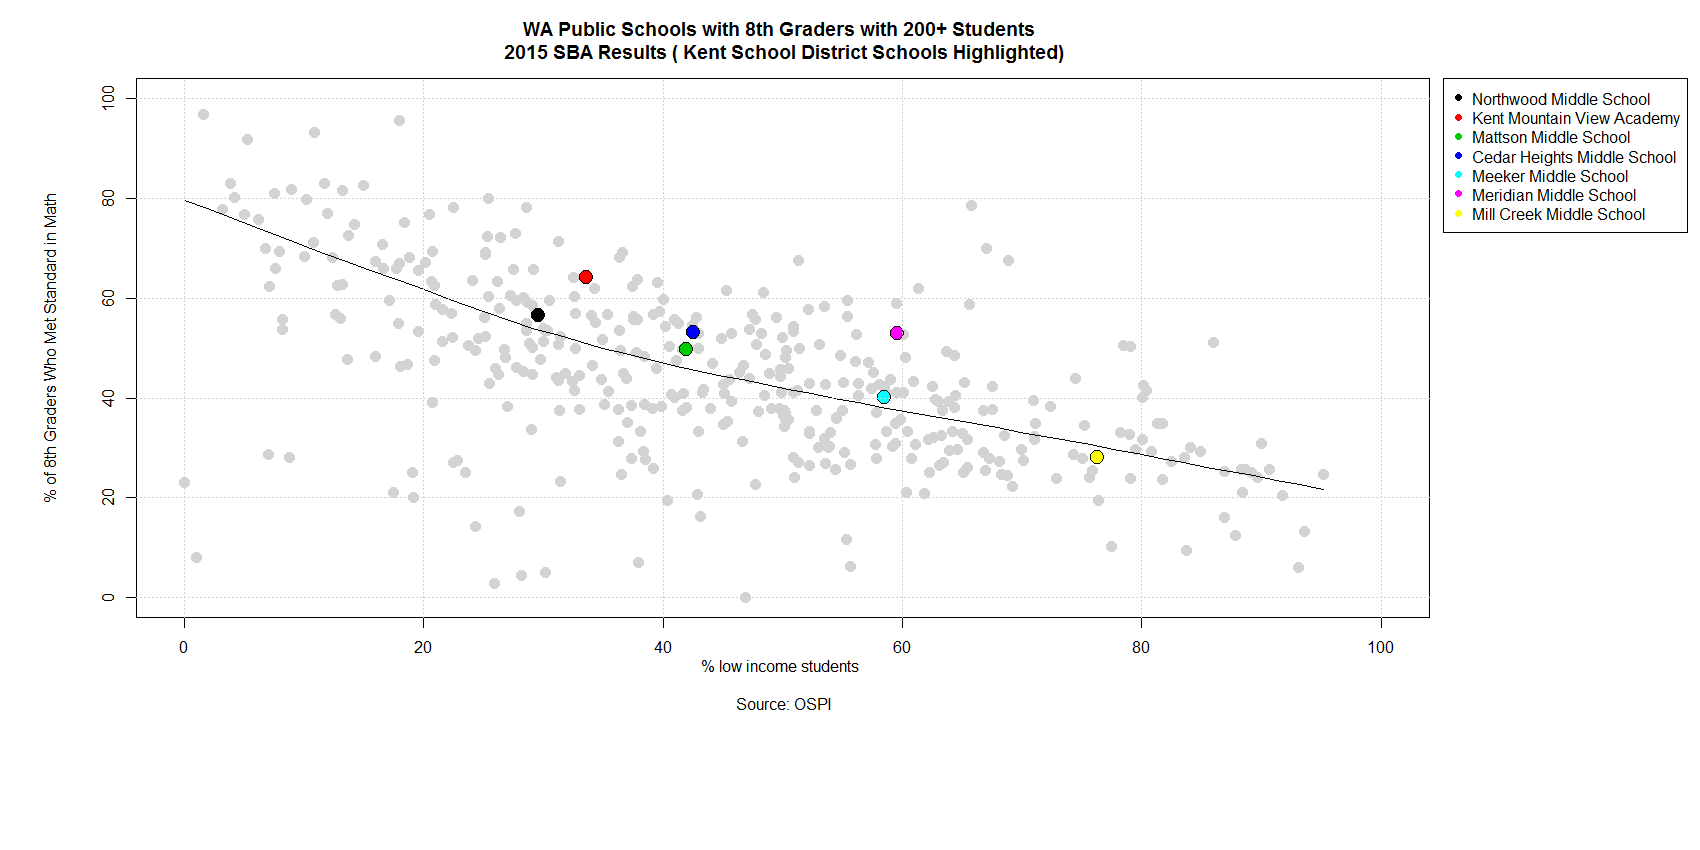 WA Public Schools with 8th Graders with 200+ Students
2015 SBA Results ( Kent School District Schools Highlighted)
% of 8th Graders Who Met Standard in Math
100
80
60
40
20
0
0 20 40 60 80 100
% low income students
Source: OSPI
Northwood Middle School
Kent Mountain View Academy
Mattson Middle School
Cedar Heights Middle School
Meeker Middle School
Meridian Middle School
Mill Creek Middle School